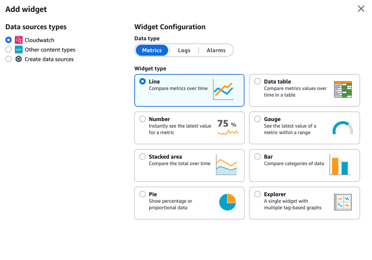 Add widget
Data sources types
Cloudwatch
Other content types
Create data sources
Widget Configuration
Data type
Metrics
Logs
Alarms
Widget type
Line
Compare metrics over time
Data table
Compare metrics values over
time in a table
Number
Instantly see the latest value
for a metric
75 %
Gauge
See the latest value of a
metric within a range
Stacked area
Compare the total over time
Bar
Compare categories of data
Pie
Show percentage or
proportional data
Explorer
A single widget with
multiple tag-based graphs